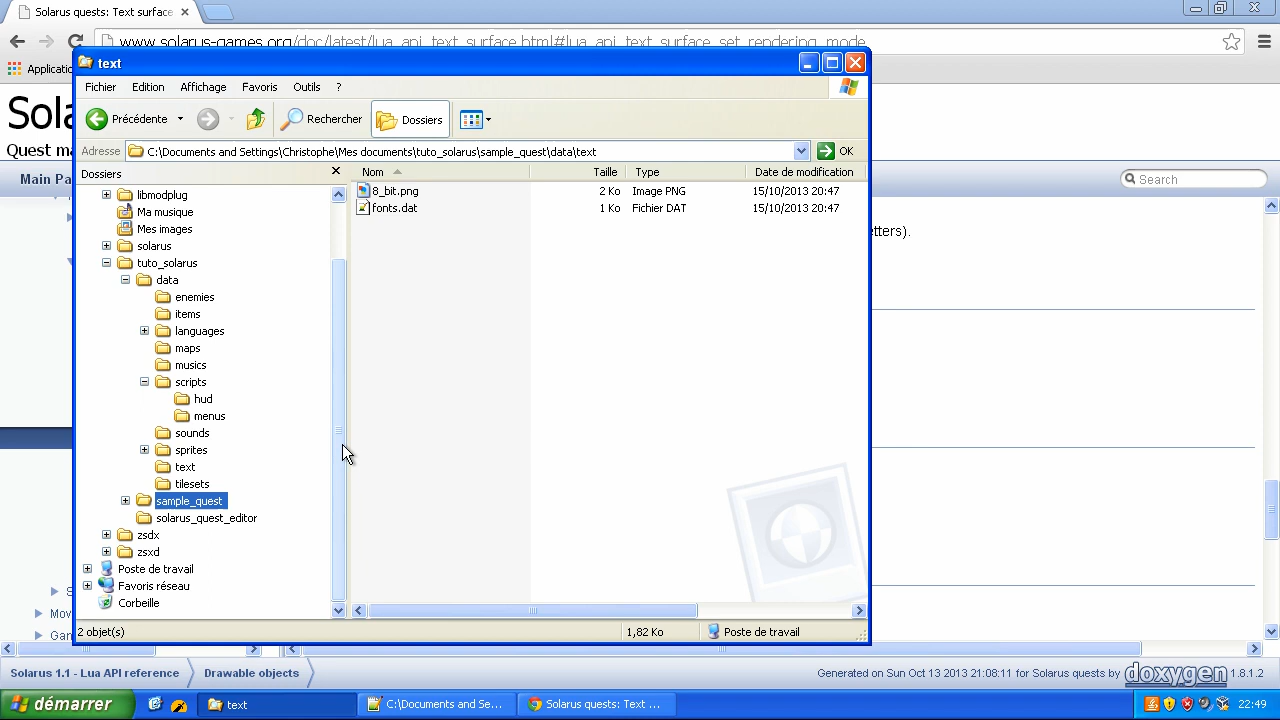 Solarus quests: Text surface
www.solarus-games.org/doc/latest/lua_api_text_surface.html#lua_api_text_surface_set_rendering_mode
text
Fichier Edition Affichage Favoris Outils ?
Précédente Rechercher Dossiers
Adresse C:\Documents and Settings\Christophe\Mes documents\tuto_solarus\sample_quest\data\text OK
Main Pa
Search
Dossiers
Nom Taille Type Date de modification
8_bit.png 2 Ko Image PNG 15/10/2013 20:47
fonts.dat 1 Ko Fichier DAT 15/10/2013 20:47
libmodplug
Ma musique
Mes images
solarus
tuto_solarus
data
enemies
items
languages
maps
musics
scripts
hud
menus
sounds
sprites
text
tilesets
sample_quest
solarus_quest_editor
zsdx
zsxd
Poste de travail
Favoris réseau
Corbeille
etters).
2 objet(s) 1,82 Ko Poste de travail
Solarus 1.1 - Lua API reference Drawable objects
Generated on Sun Oct 13 2013 21:08:11 for Solarus quests by doxygen 1.8.1.2
démarrer text C:\Documents and Se... Solarus quests: Text ... 22:49